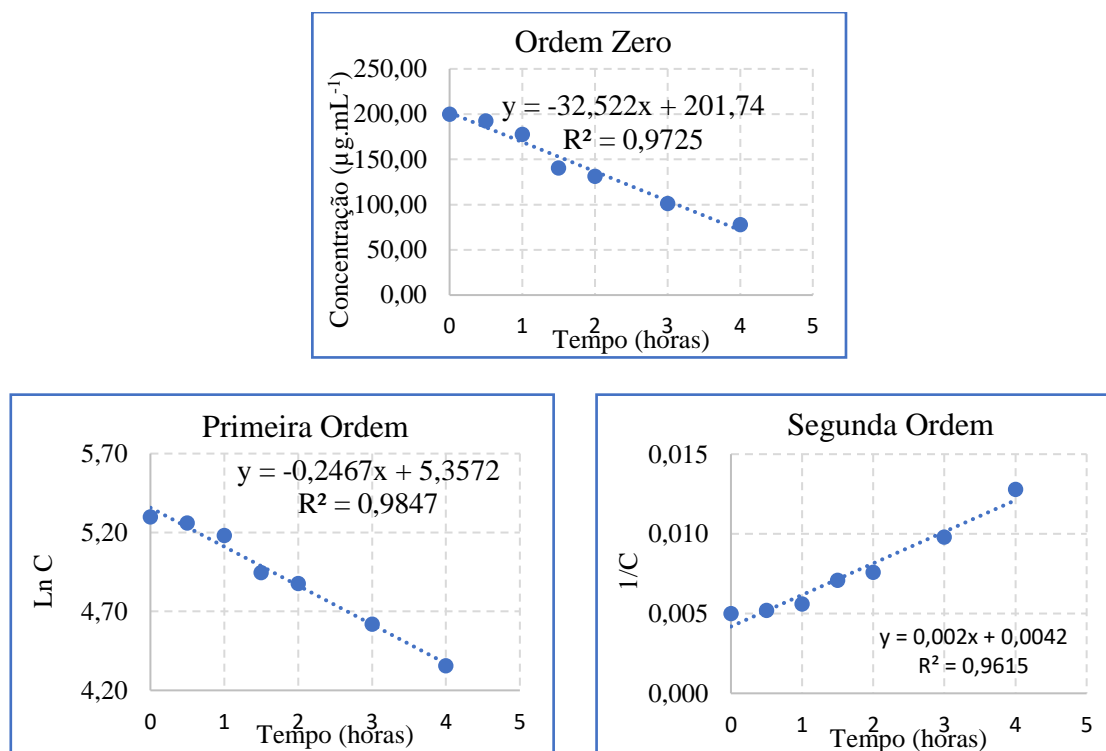 Ordem Zero
Concentração (µg.mL⁻¹)
250,00
200,00
150,00
100,00
50,00
0,00
y = -32,522x + 201,74
R² = 0,9725
0 1 2 3 4 5
Tempo (horas)
Primeira Ordem
Ln C
5,70
5,20
4,70
4,20
y = -0,2467x + 5,3572
R² = 0,9847
0 1 2 3 4 5
Tempo (horas)
Segunda Ordem
1/C
0,015
0,010
0,005
0,000
y = 0,002x + 0,0042
R² = 0,9615
0 1 2 3 4 5
Tempo (horas)